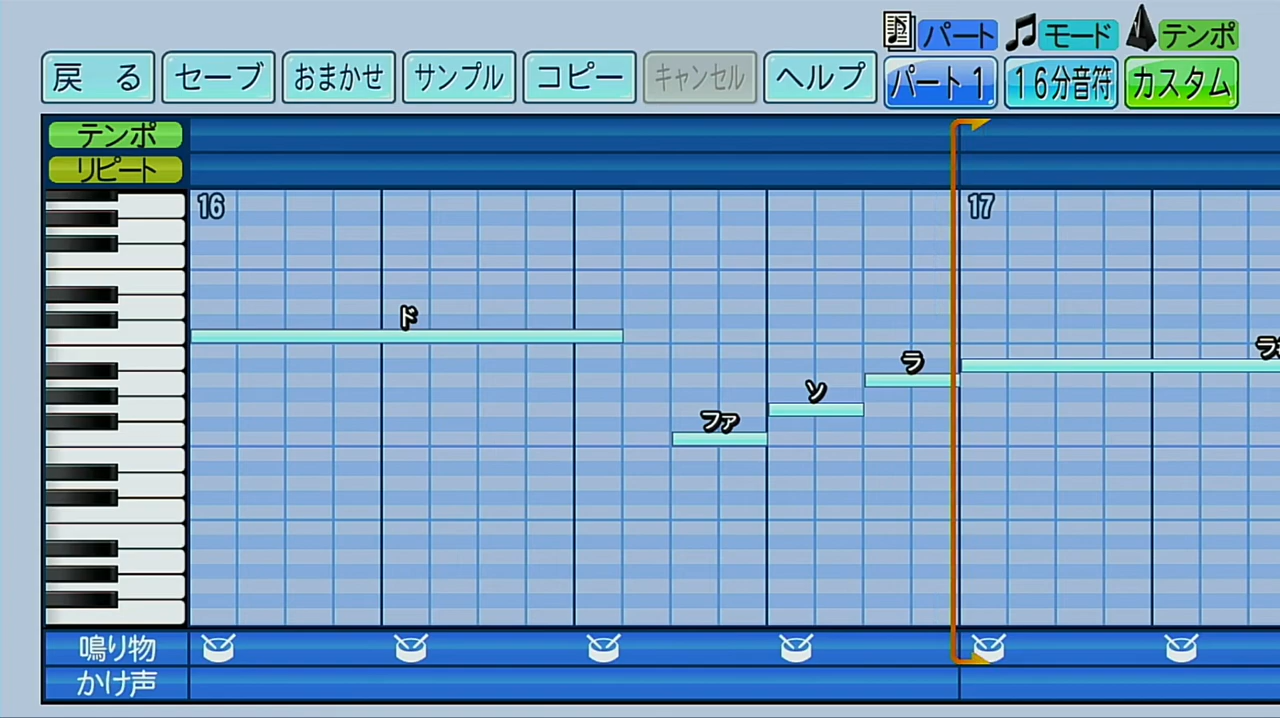 パート モード テンポ
戻る セーブ おまかせ サンプル コピー キャンセル ヘルプ パート1 16分音符 カスタム
テンポ
リピート
16 17
ド
ラ
ラ
ソ
ファ
鳴り物
かけ声